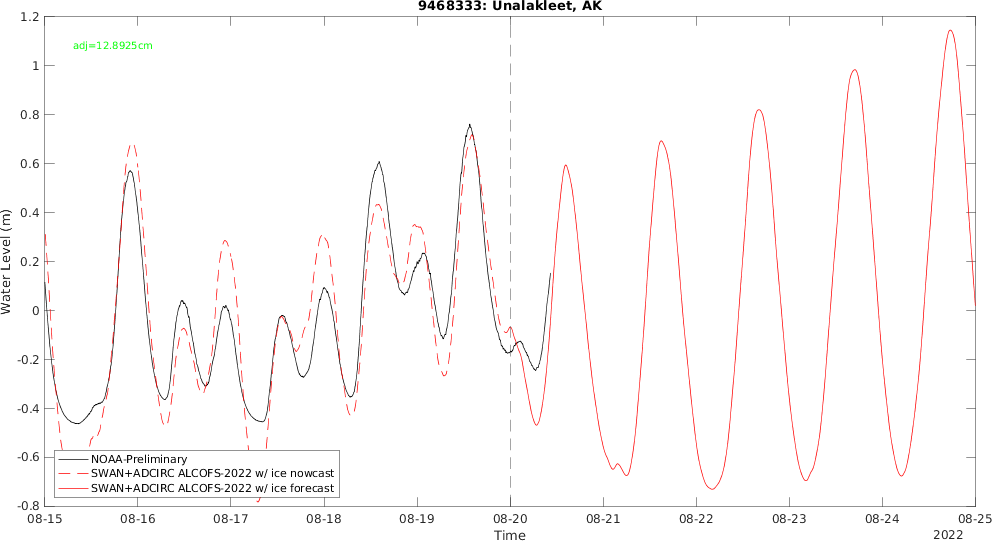 9468333: Unalakleet, AK
adj=12.8925cm
1.2
1
0.8
0.6
0.4
0.2
0
-0.2
-0.4
-0.6
-0.8
Water Level (m)
NOAA-Preliminary
SWAN+ADCIRC ALCOFS-2022 w/ ice nowcast
SWAN+ADCIRC ALCOFS-2022 w/ ice forecast
08-15 08-16 08-17 08-18 08-19 08-20 08-21 08-22 08-23 08-24 08-25
Time
2022